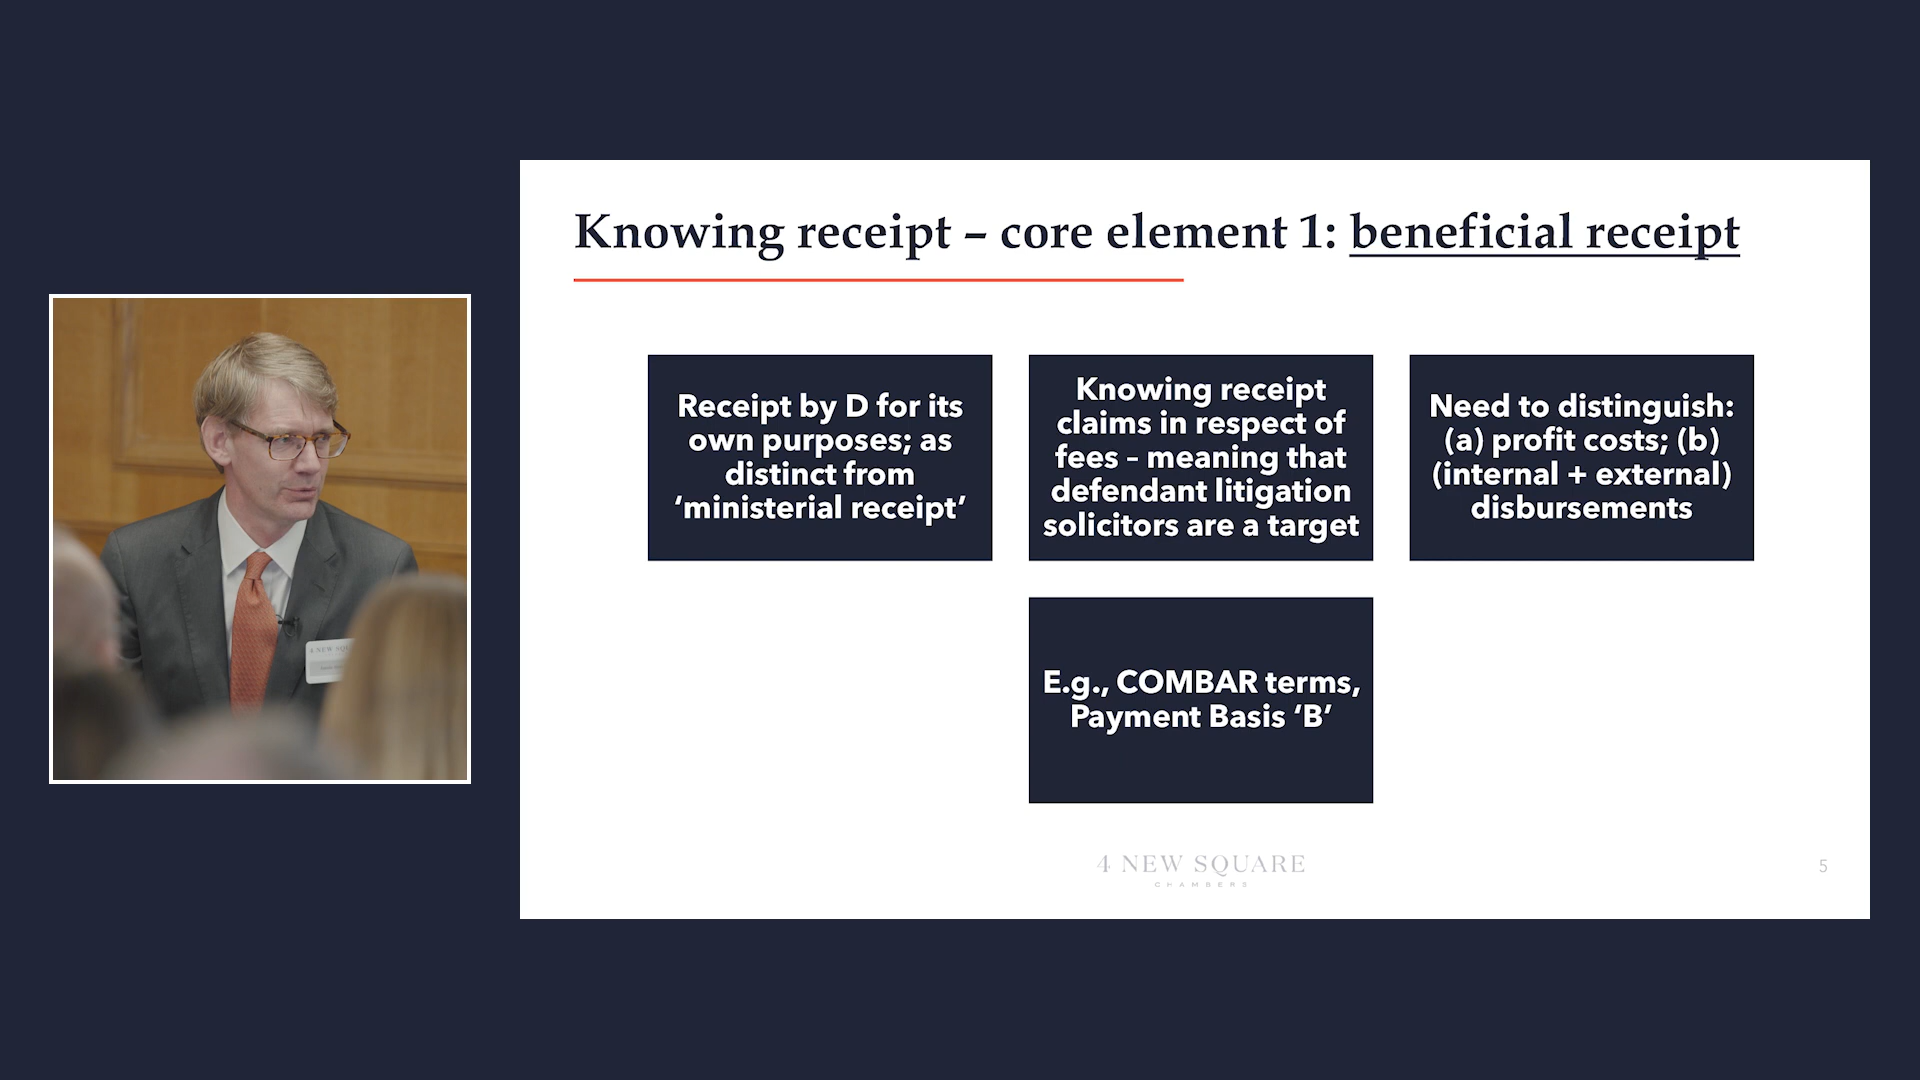 Knowing receipt – core element 1: beneficial receipt
Receipt by D for its
own purposes; as
distinct from
‘ministerial receipt’
Knowing receipt
claims in respect of
fees – meaning that
defendant litigation
solicitors are a target
Need to distinguish:
(a) profit costs; (b)
(internal + external)
disbursements
E.g., COMBAR terms,
Payment Basis ‘B’
4 NEW SQUARE
CHAMBERS
5
4 NEW